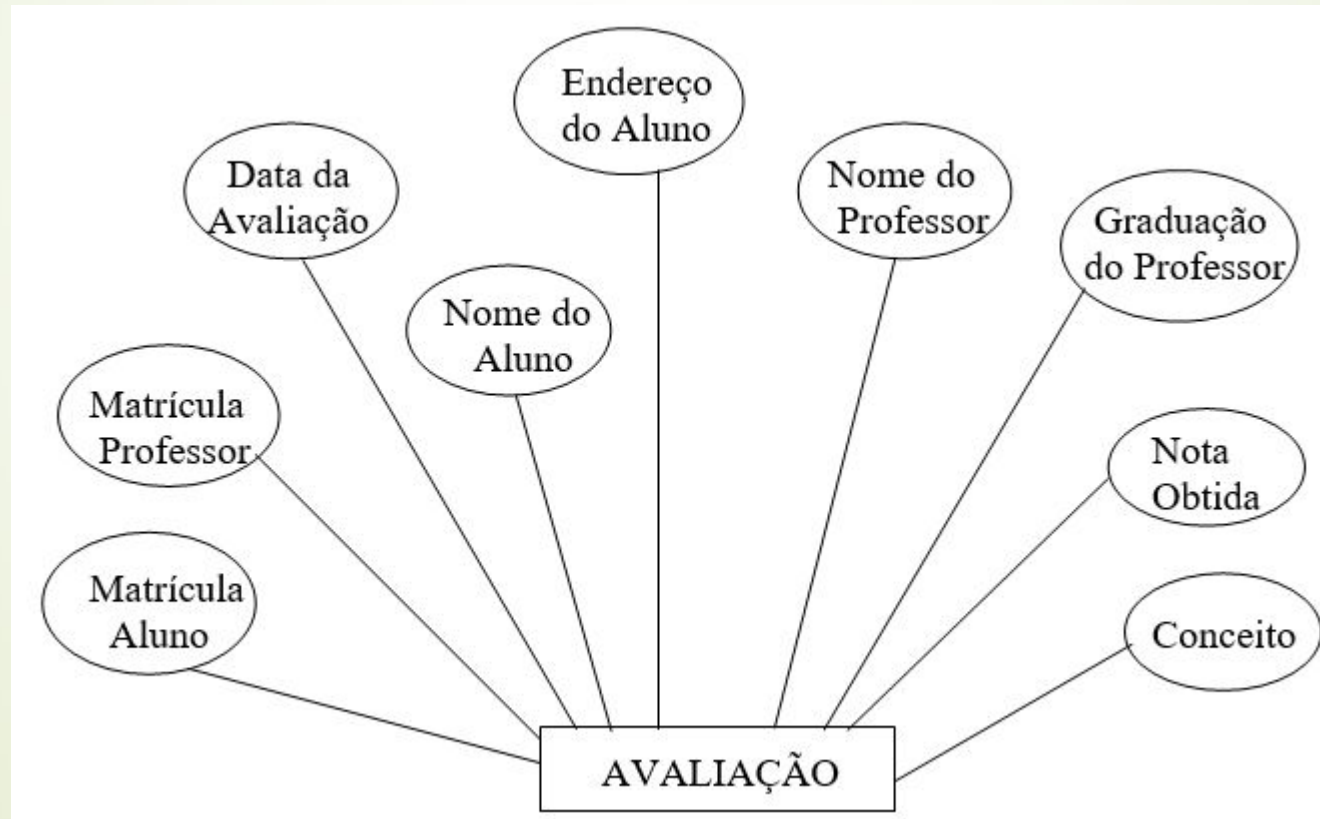 Endereço
do Aluno
Data da
Avaliação
Nome do
Professor
Graduação
do Professor
Nome do
Aluno
Matrícula
Professor
Nota
Obtida
Matrícula
Aluno
Conceito
AVALIAÇÃO